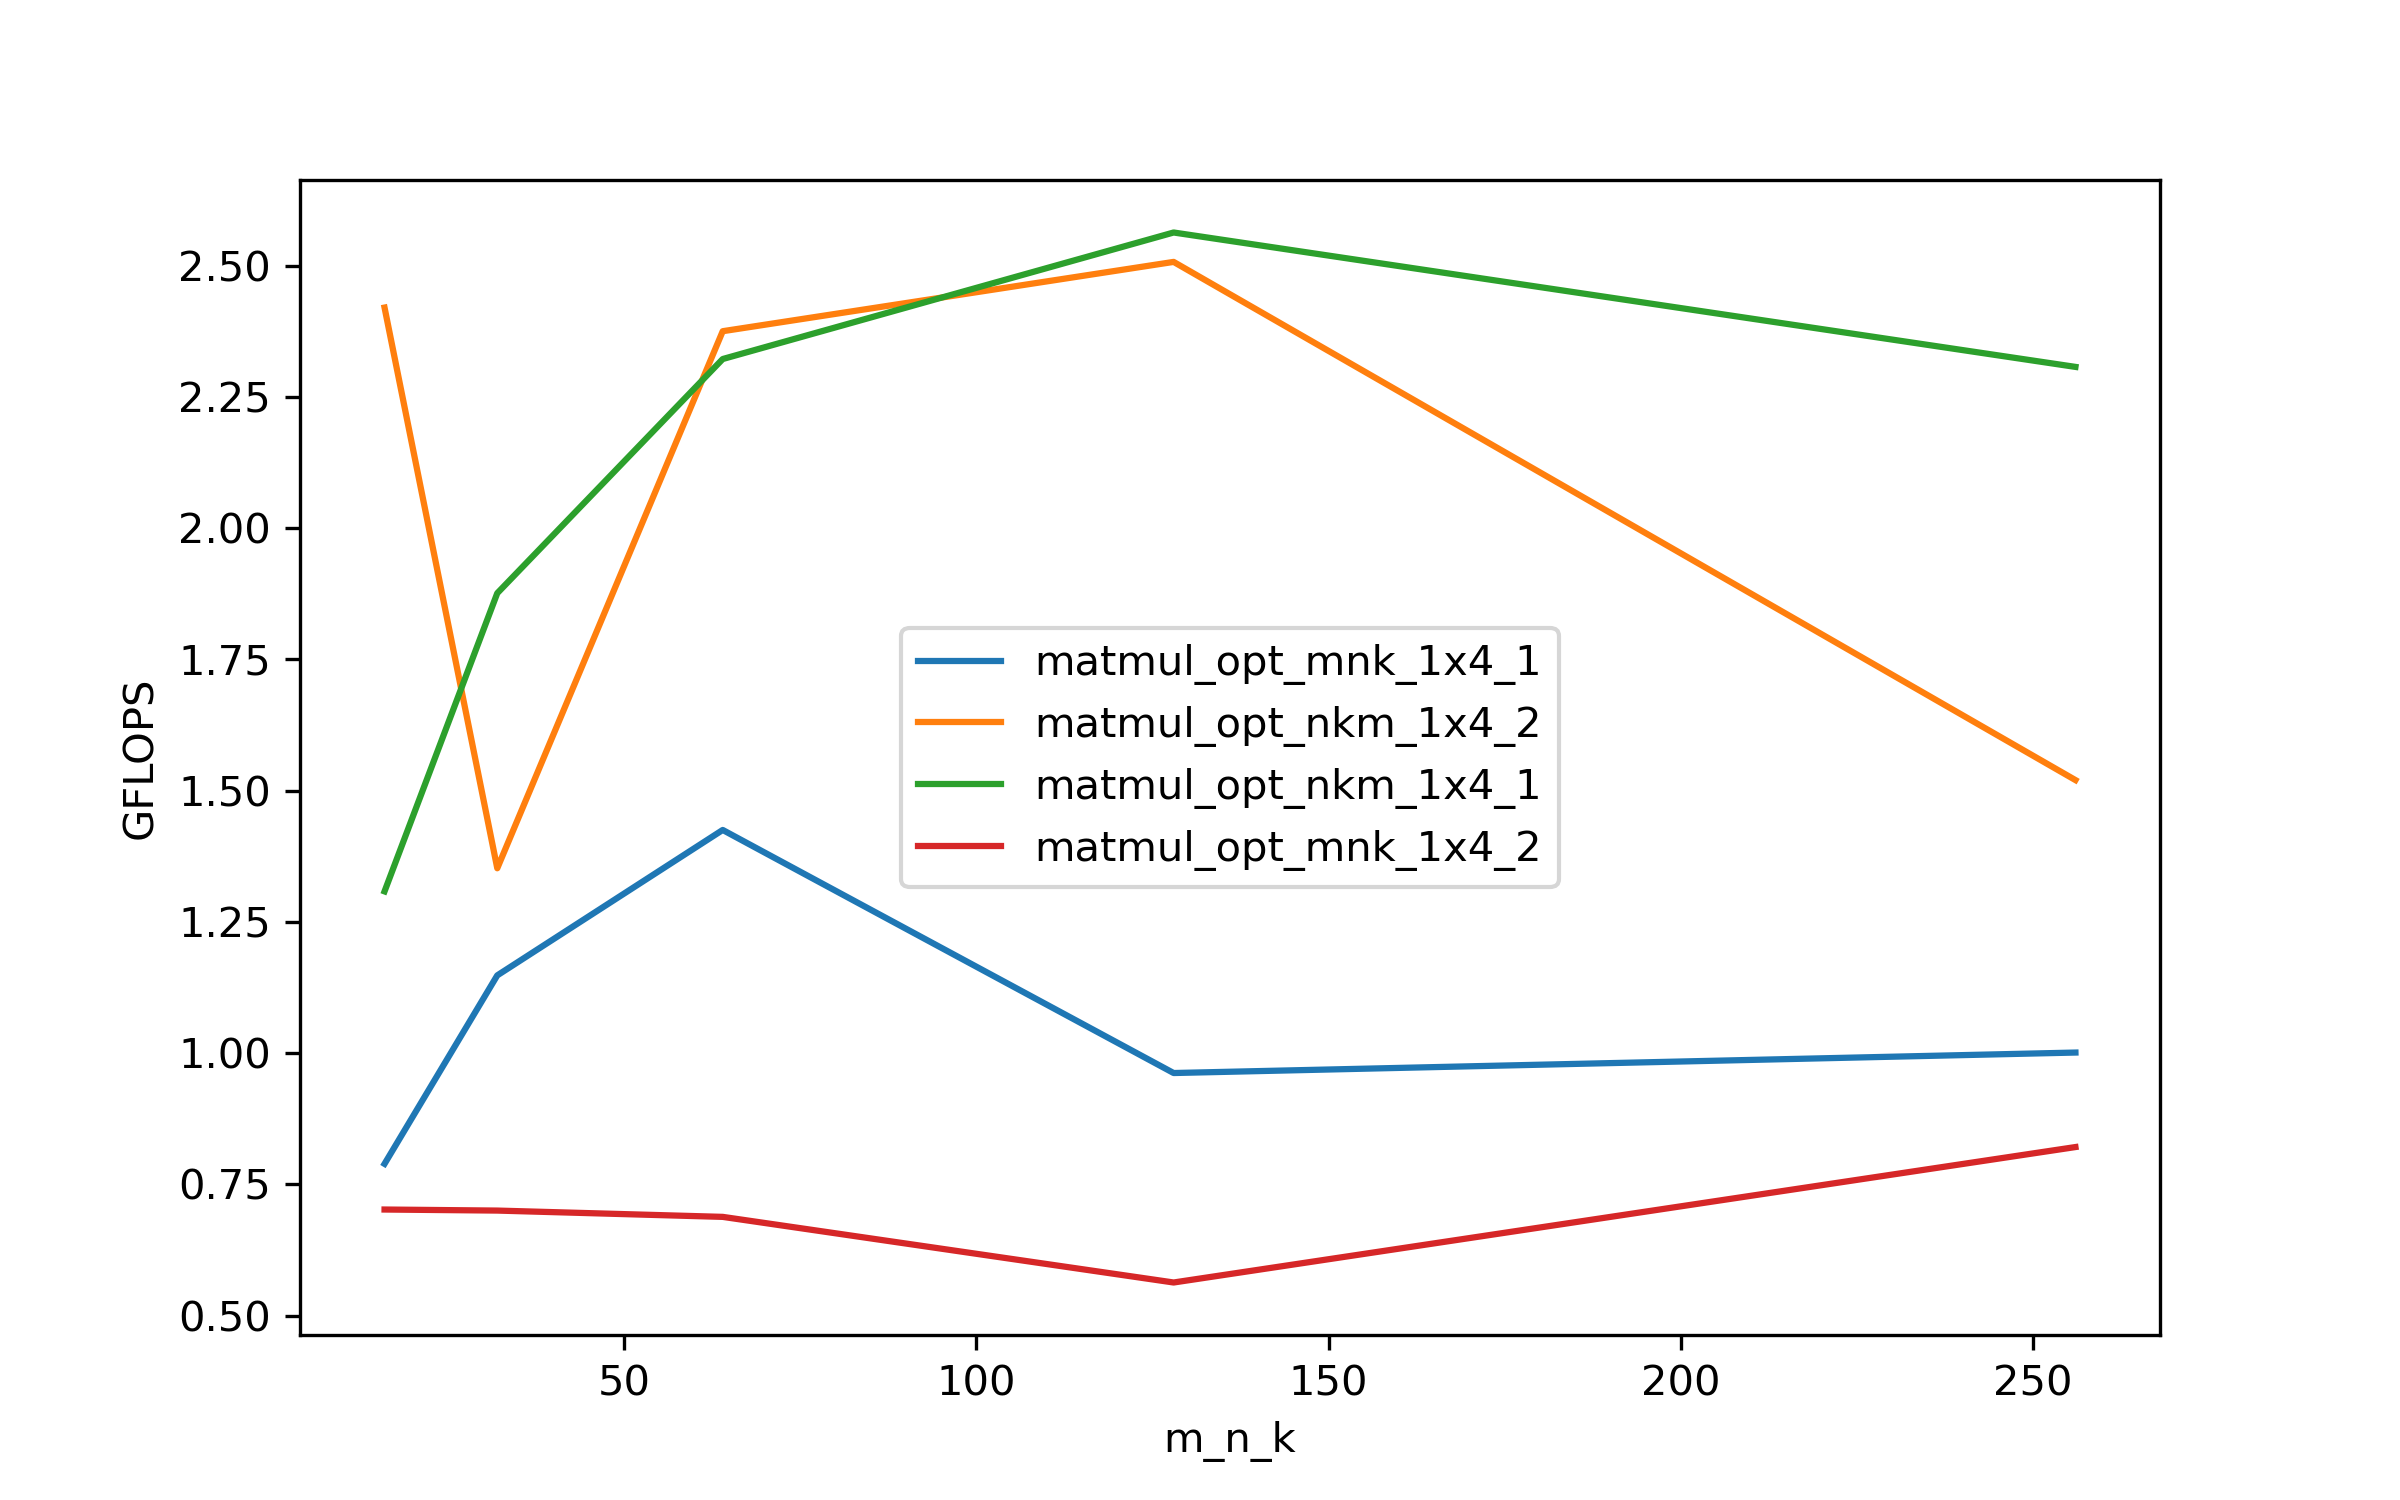 2.50
2.25
2.00
1.75
1.50
1.25
1.00
0.75
0.50
GFLOPS
matmul_opt_mnk_1x4_1
matmul_opt_nkm_1x4_2
matmul_opt_nkm_1x4_1
matmul_opt_mnk_1x4_2
50 100 150 200 250
m_n_k